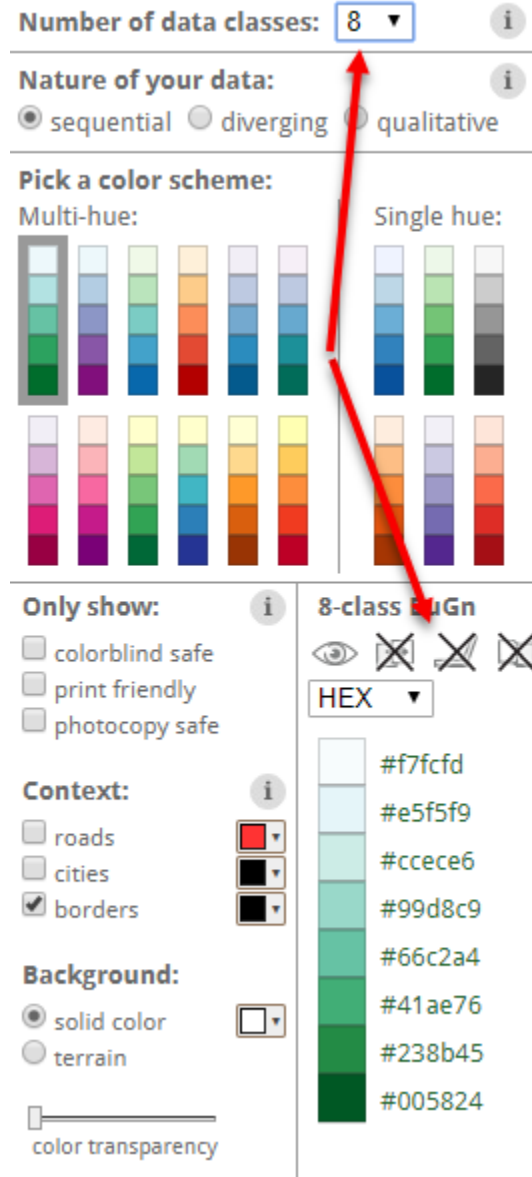 Number of data classes: 8 i
Nature of your data: i
sequential diverging qualitative
Pick a color scheme:
Multi-hue: Single hue:
Only show: i
colorblind safe
print friendly
photocopy safe
Context: i
roads
cities
borders
Background:
solid color
terrain
color transparency
8-class BuGn
HEX
#f7fcfd
#e5f5f9
#ccece6
#99d8c9
#66c2a4
#41ae76
#238b45
#005824